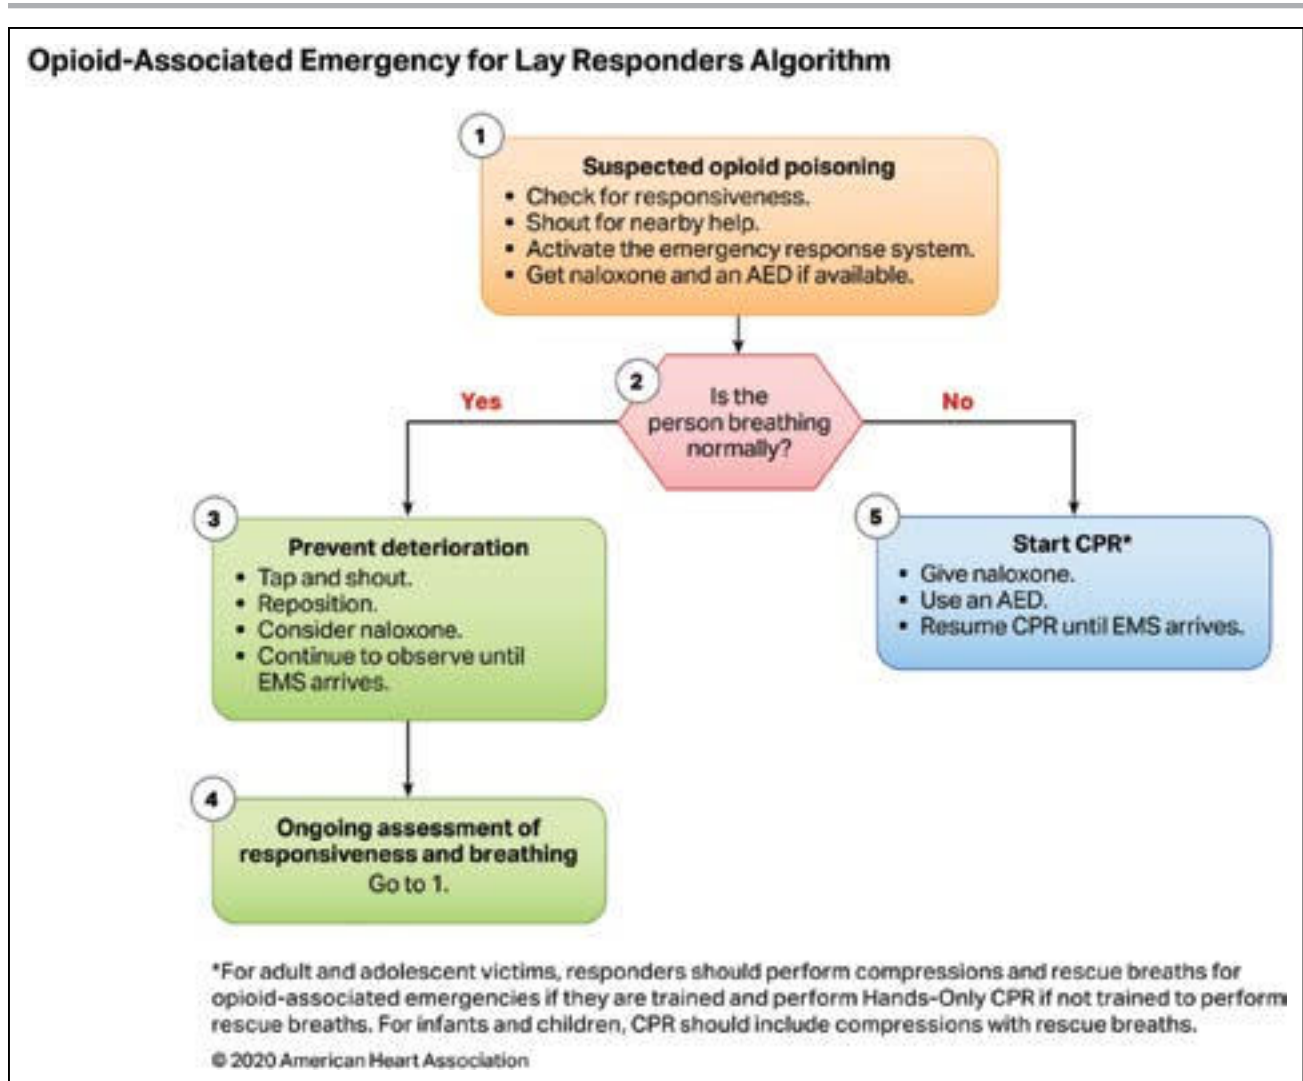 Opioid-Associated Emergency for Lay Responders Algorithm
1
Suspected opioid poisoning
• Check for responsiveness.
• Shout for nearby help.
• Activate the emergency response system.
• Get naloxone and an AED if available.
2
Is the
person breathing
normally?
Yes
No
3
Prevent deterioration
• Tap and shout.
• Reposition.
• Consider naloxone.
• Continue to observe until
EMS arrives.
5
Start CPR*
• Give naloxone.
• Use an AED.
• Resume CPR until EMS arrives.
4
Ongoing assessment of
responsiveness and breathing
Go to 1.
*For adult and adolescent victims, responders should perform compressions and rescue breaths for
opioid-associated emergencies if they are trained and perform Hands-Only CPR if not trained to perform
rescue breaths. For infants and children, CPR should include compressions with rescue breaths.
© 2020 American Heart Association